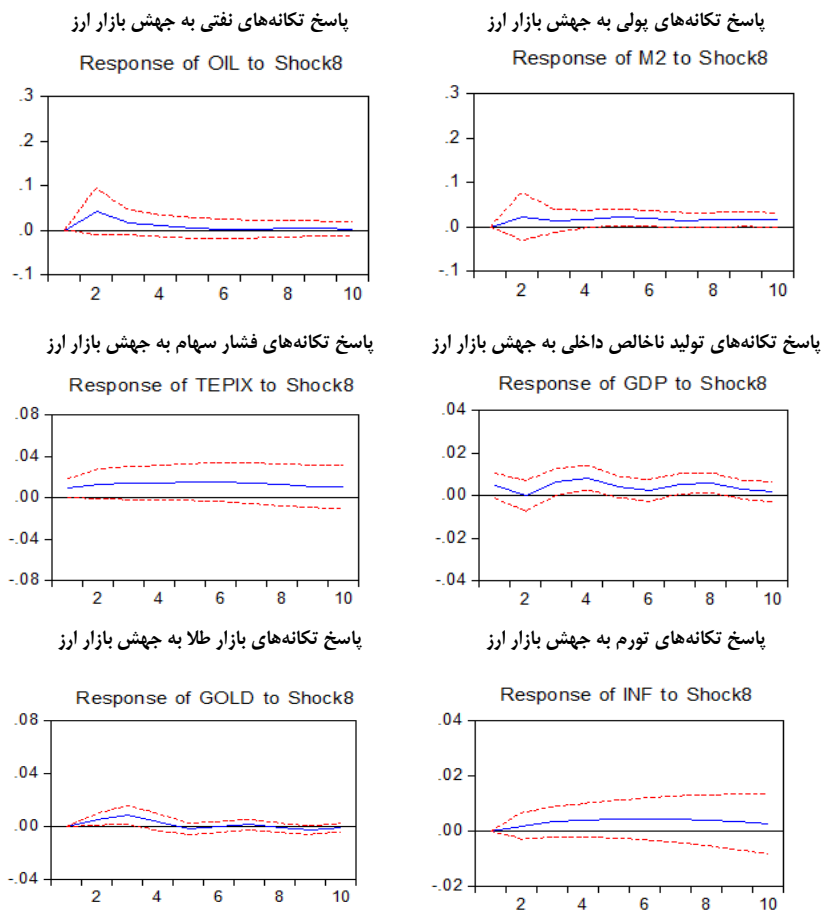 پاسخ تکانه‌های پولی به جهش بازار ارز
Response of M2 to Shock8
.3
.2
.1
.0
-.1
2 4 6 8 10
پاسخ تکانه‌های نفتی به جهش بازار ارز
Response of OIL to Shock8
.3
.2
.1
.0
-.1
2 4 6 8 10
پاسخ تکانه‌های تولید ناخالص داخلی به جهش بازار ارز
Response of GDP to Shock8
.04
.02
.00
-.02
-.04
2 4 6 8 10
پاسخ تکانه‌های فشار سهام به جهش بازار ارز
Response of TEPIX to Shock8
.08
.04
.00
-.04
-.08
2 4 6 8 10
پاسخ تکانه‌های تورم به جهش بازار ارز
Response of INF to Shock8
.04
.02
.00
-.02
2 4 6 8 10
پاسخ تکانه‌های بازار طلا به جهش بازار ارز
Response of GOLD to Shock8
.08
.04
.00
-.04
2 4 6 8 10